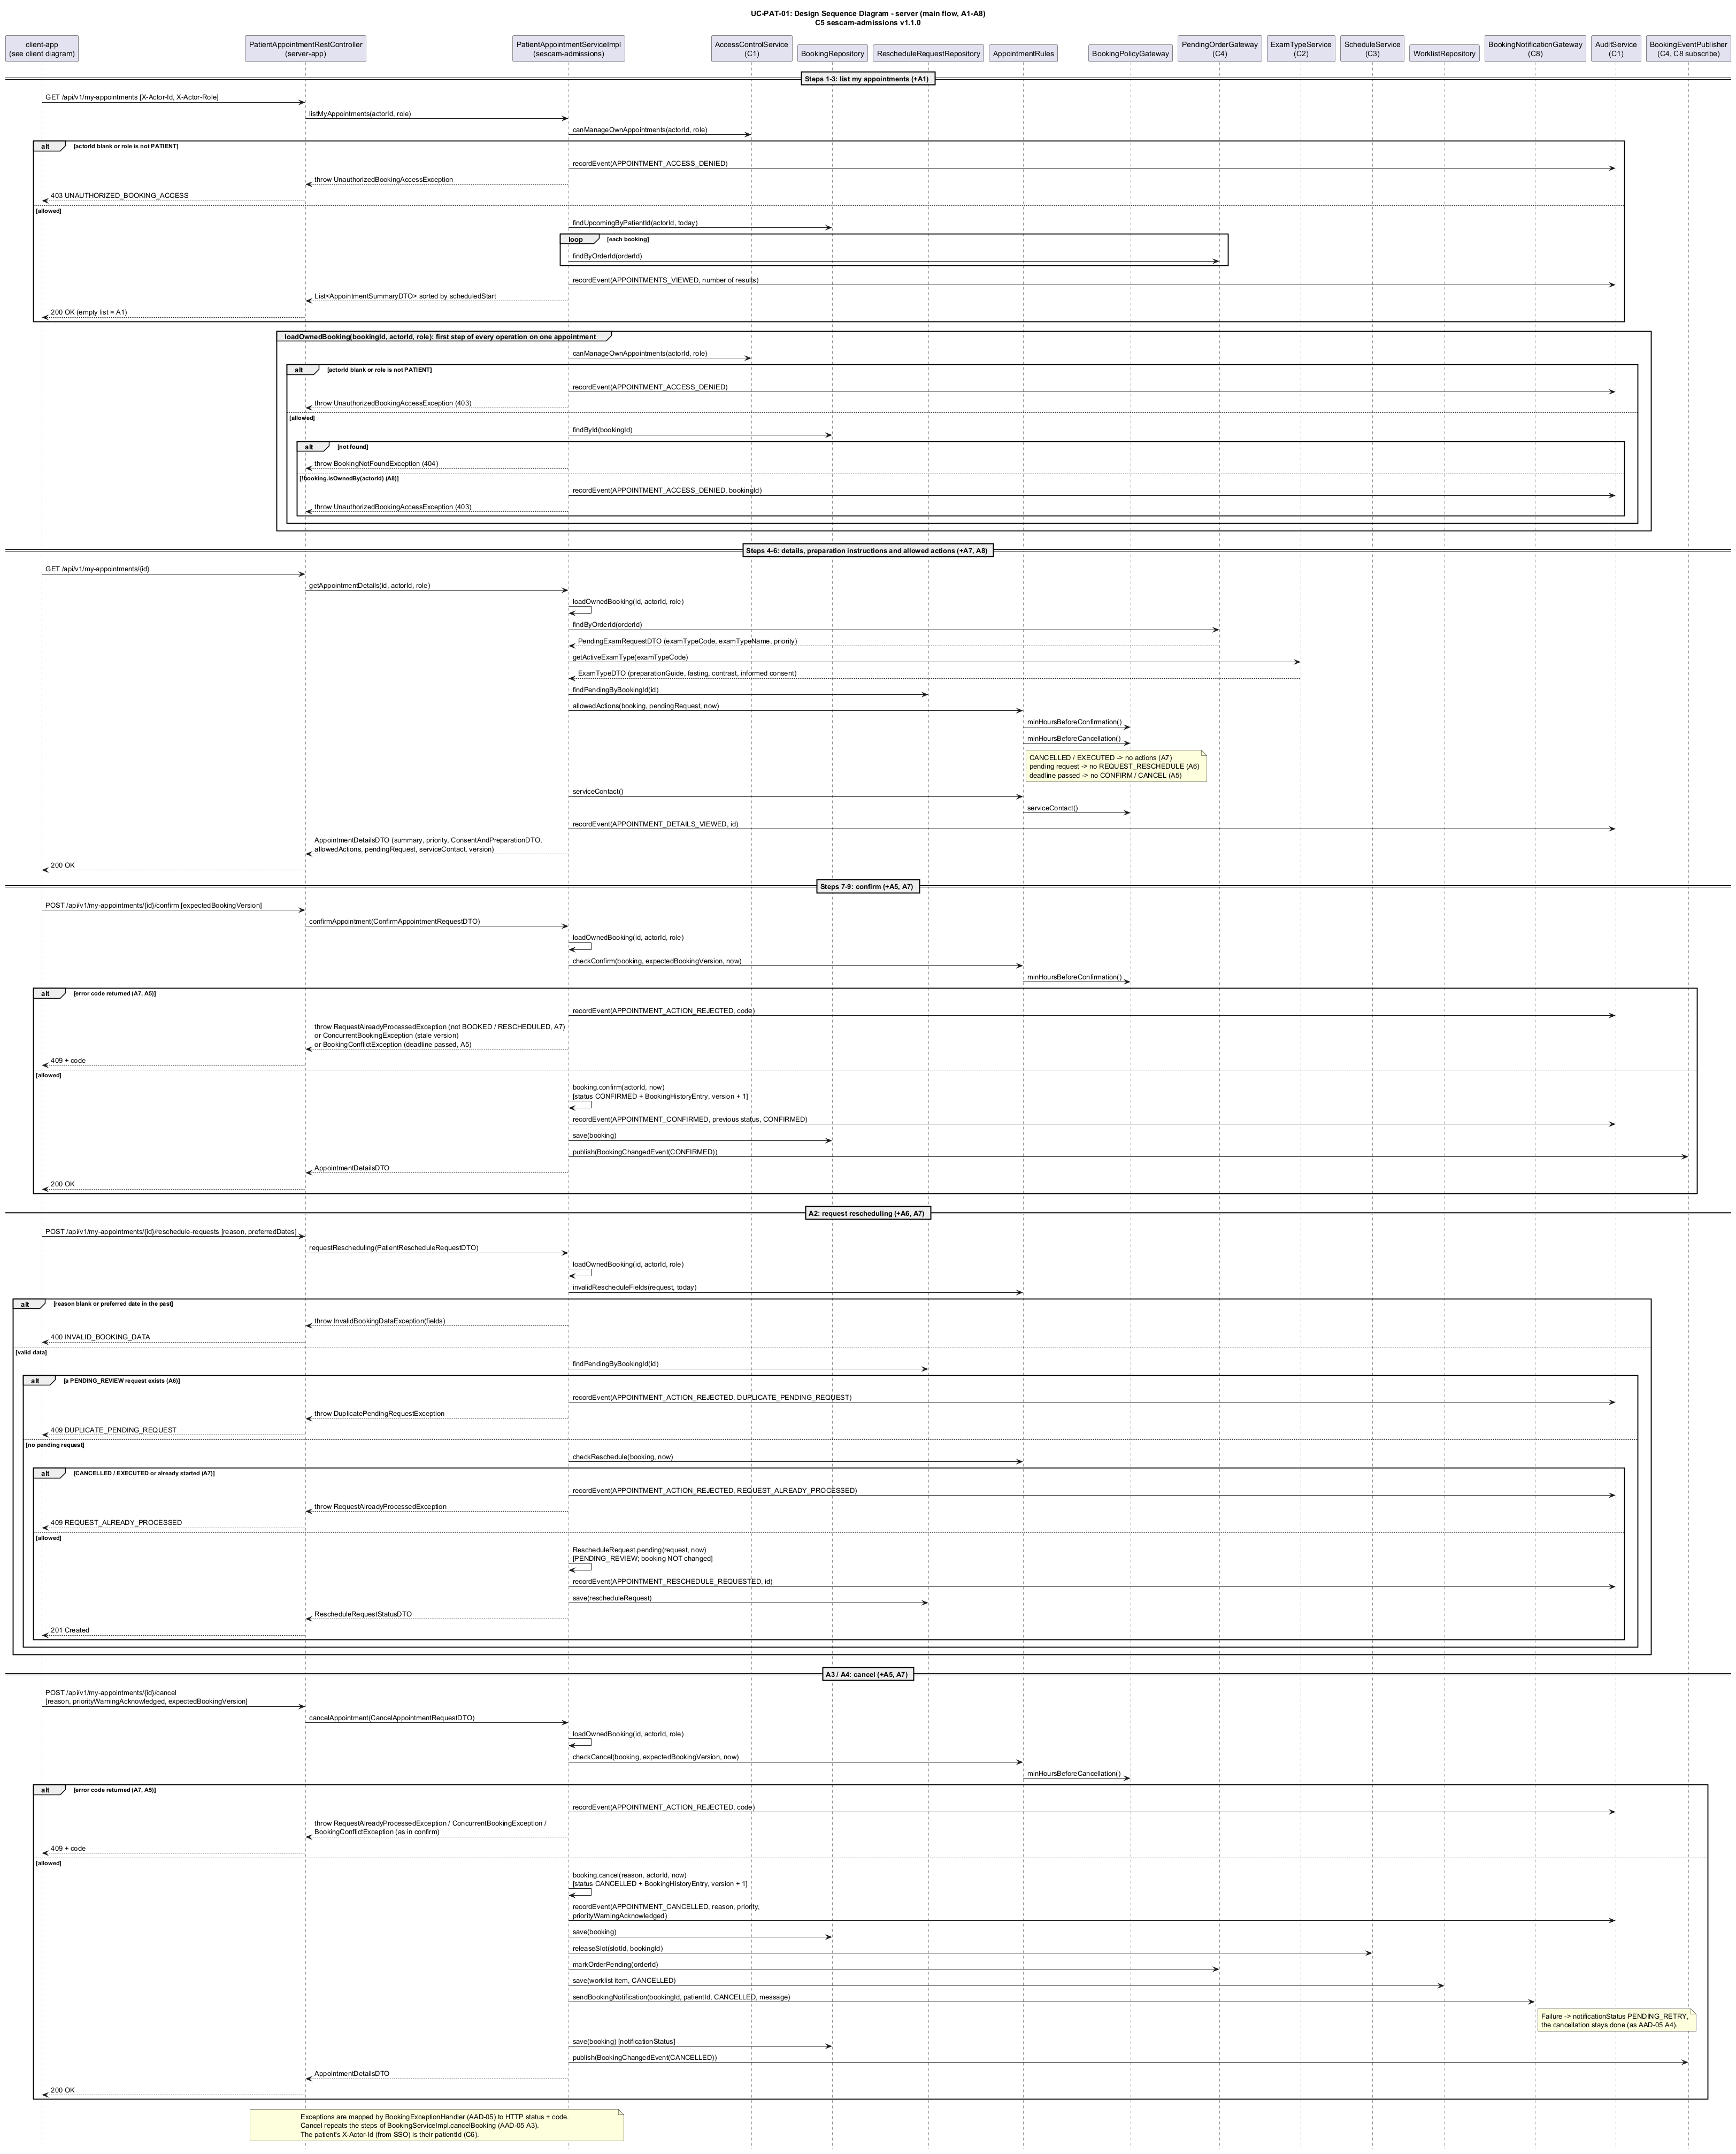 UC-PAT-01: Design Sequence Diagram - server (main flow, A1-A8)
C5 sescam-admissions v1.1.0
client-app
(see client diagram)
PatientAppointmentRestController
(server-app)
PatientAppointmentServiceImpl
(sescam-admissions)
AccessControlService
(C1)
BookingRepository
RescheduleRequestRepository
AppointmentRules
BookingPolicyGateway
PendingOrderGateway
(C4)
ExamTypeService
(C2)
ScheduleService
(C3)
WorklistRepository
BookingNotificationGateway
(C8)
AuditService
(C1)
BookingEventPublisher
(C4, C8 subscribe)
Steps 1-3: list my appointments (+A1)
GET /api/v1/my-appointments [X-Actor-Id, X-Actor-Role]
listMyAppointments(actorId, role)
canManageOwnAppointments(actorId, role)
alt [actorId blank or role is not PATIENT]
recordEvent(APPOINTMENT_ACCESS_DENIED)
throw UnauthorizedBookingAccessException
403 UNAUTHORIZED_BOOKING_ACCESS
[allowed]
findUpcomingByPatientId(actorId, today)
loop [each booking]
findByOrderId(orderId)
recordEvent(APPOINTMENTS_VIEWED, number of results)
List<AppointmentSummaryDTO> sorted by scheduledStart
200 OK (empty list = A1)
loadOwnedBooking(bookingId, actorId, role): first step of every operation on one appointment
canManageOwnAppointments(actorId, role)
alt [actorId blank or role is not PATIENT]
recordEvent(APPOINTMENT_ACCESS_DENIED)
throw UnauthorizedBookingAccessException (403)
[allowed]
findById(bookingId)
alt [not found]
throw BookingNotFoundException (404)
[!booking.isOwnedBy(actorId) (A8)]
recordEvent(APPOINTMENT_ACCESS_DENIED, bookingId)
throw UnauthorizedBookingAccessException (403)
Steps 4-6: details, preparation instructions and allowed actions (+A7, A8)
GET /api/v1/my-appointments/{id}
getAppointmentDetails(id, actorId, role)
loadOwnedBooking(id, actorId, role)
findByOrderId(orderId)
PendingExamRequestDTO (examTypeCode, examTypeName, priority)
getActiveExamType(examTypeCode)
ExamTypeDTO (preparationGuide, fasting, contrast, informed consent)
findPendingByBookingId(id)
allowedActions(booking, pendingRequest, now)
minHoursBeforeConfirmation()
minHoursBeforeCancellation()
CANCELLED / EXECUTED -> no actions (A7)
pending request -> no REQUEST_RESCHEDULE (A6)
deadline passed -> no CONFIRM / CANCEL (A5)
serviceContact()
serviceContact()
recordEvent(APPOINTMENT_DETAILS_VIEWED, id)
AppointmentDetailsDTO (summary, priority, ConsentAndPreparationDTO,
allowedActions, pendingRequest, serviceContact, version)
200 OK
Steps 7-9: confirm (+A5, A7)
POST /api/v1/my-appointments/{id}/confirm [expectedBookingVersion]
confirmAppointment(ConfirmAppointmentRequestDTO)
loadOwnedBooking(id, actorId, role)
checkConfirm(booking, expectedBookingVersion, now)
minHoursBeforeConfirmation()
alt [error code returned (A7, A5)]
recordEvent(APPOINTMENT_ACTION_REJECTED, code)
throw RequestAlreadyProcessedException (not BOOKED / RESCHEDULED, A7)
or ConcurrentBookingException (stale version)
or BookingConflictException (deadline passed, A5)
409 + code
[allowed]
booking.confirm(actorId, now)
[status CONFIRMED + BookingHistoryEntry, version + 1]
recordEvent(APPOINTMENT_CONFIRMED, previous status, CONFIRMED)
save(booking)
publish(BookingChangedEvent(CONFIRMED))
AppointmentDetailsDTO
200 OK
A2: request rescheduling (+A6, A7)
POST /api/v1/my-appointments/{id}/reschedule-requests [reason, preferredDates]
requestRescheduling(PatientRescheduleRequestDTO)
loadOwnedBooking(id, actorId, role)
invalidRescheduleFields(request, today)
alt [reason blank or preferred date in the past]
throw InvalidBookingDataException(fields)
400 INVALID_BOOKING_DATA
[valid data]
findPendingByBookingId(id)
alt [a PENDING_REVIEW request exists (A6)]
recordEvent(APPOINTMENT_ACTION_REJECTED, DUPLICATE_PENDING_REQUEST)
throw DuplicatePendingRequestException
409 DUPLICATE_PENDING_REQUEST
[no pending request]
checkReschedule(booking, now)
alt [CANCELLED / EXECUTED or already started (A7)]
recordEvent(APPOINTMENT_ACTION_REJECTED, REQUEST_ALREADY_PROCESSED)
throw RequestAlreadyProcessedException
409 REQUEST_ALREADY_PROCESSED
[allowed]
RescheduleRequest.pending(request, now)
[PENDING_REVIEW; booking NOT changed]
recordEvent(APPOINTMENT_RESCHEDULE_REQUESTED, id)
save(rescheduleRequest)
RescheduleRequestStatusDTO
201 Created
A3 / A4: cancel (+A5, A7)
POST /api/v1/my-appointments/{id}/cancel
[reason, priorityWarningAcknowledged, expectedBookingVersion]
cancelAppointment(CancelAppointmentRequestDTO)
loadOwnedBooking(id, actorId, role)
checkCancel(booking, expectedBookingVersion, now)
minHoursBeforeCancellation()
alt [error code returned (A7, A5)]
recordEvent(APPOINTMENT_ACTION_REJECTED, code)
throw RequestAlreadyProcessedException / ConcurrentBookingException /
BookingConflictException (as in confirm)
409 + code
[allowed]
booking.cancel(reason, actorId, now)
[status CANCELLED + BookingHistoryEntry, version + 1]
recordEvent(APPOINTMENT_CANCELLED, reason, priority,
priorityWarningAcknowledged)
save(booking)
releaseSlot(slotId, bookingId)
markOrderPending(orderId)
save(worklist item, CANCELLED)
sendBookingNotification(bookingId, patientId, CANCELLED, message)
Failure -> notificationStatus PENDING_RETRY,
the cancellation stays done (as AAD-05 A4).
save(booking) [notificationStatus]
publish(BookingChangedEvent(CANCELLED))
AppointmentDetailsDTO
200 OK
Exceptions are mapped by BookingExceptionHandler (AAD-05) to HTTP status + code.
Cancel repeats the steps of BookingServiceImpl.cancelBooking (AAD-05 A3).
The patient's X-Actor-Id (from SSO) is their patientId (C6).